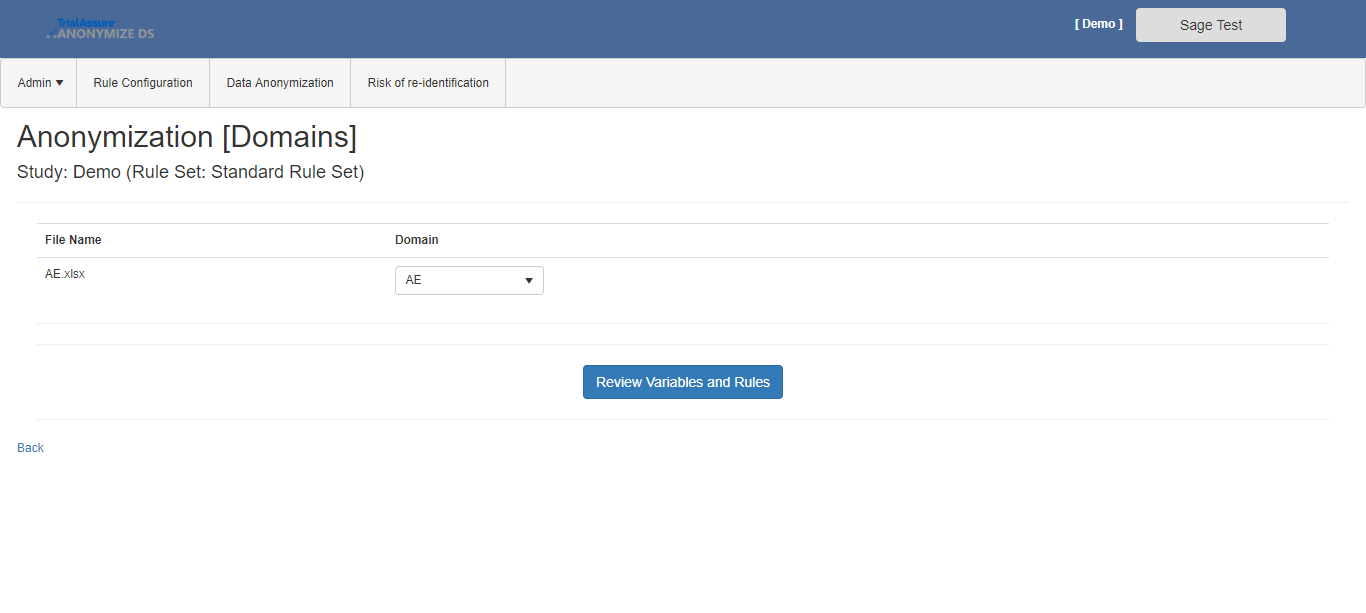 TrialAssure
ANONYMIZE DS
[ Demo ]
Sage Test
Admin
Rule Configuration
Data Anonymization
Risk of re-identification
Anonymization [Domains]
Study: Demo (Rule Set: Standard Rule Set)
File Name
Domain
AE.xlsx
AE
Review Variables and Rules
Back